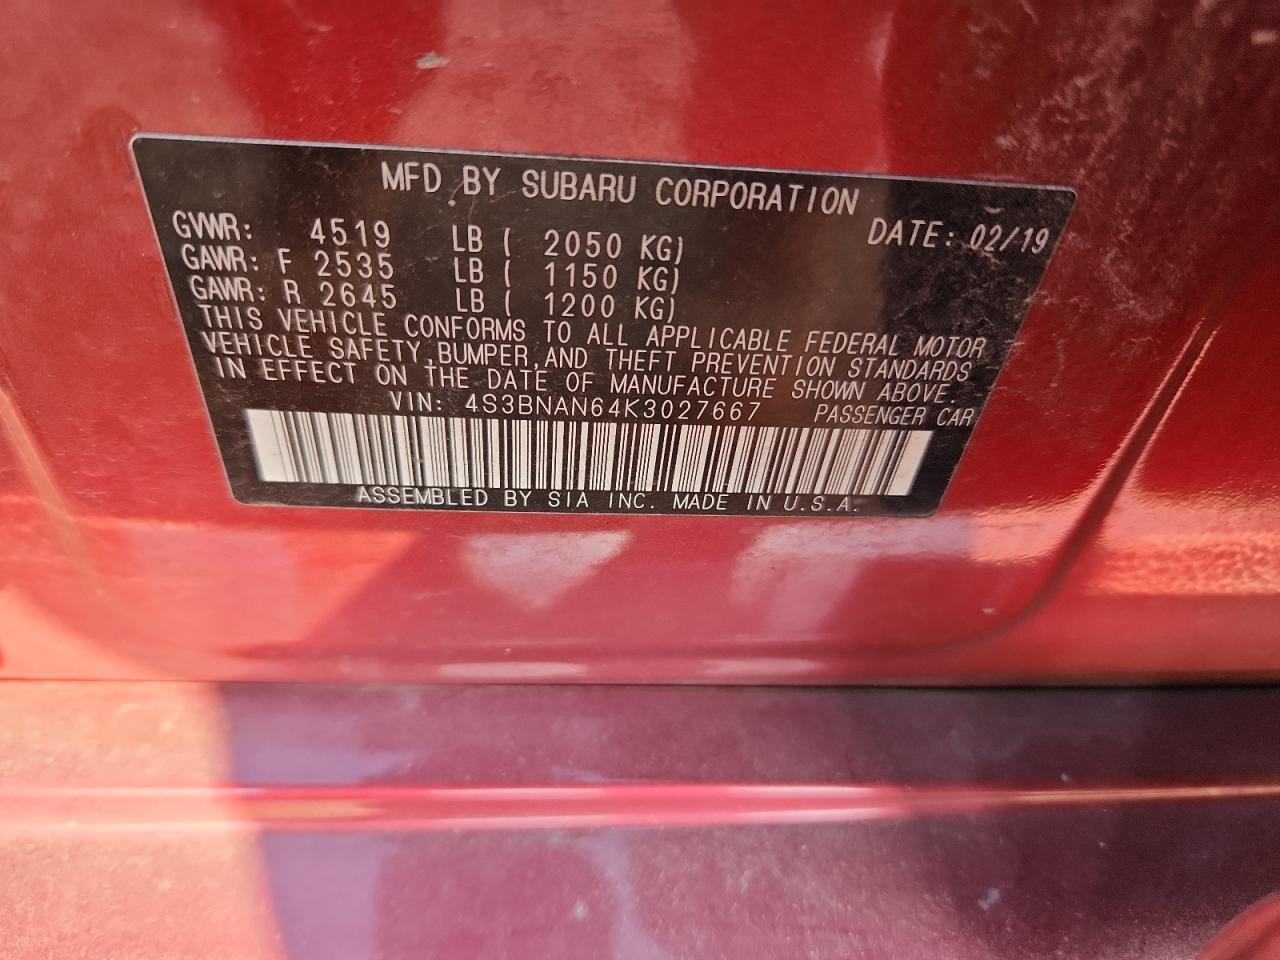 MFD BY SUBARU CORPORATION
GVWR: 4519 LB ( 2050 KG) DATE: 02/19
GAWR: F 2535 LB ( 1150 KG)
GAWR: R 2645 LB ( 1200 KG)
THIS VEHICLE CONFORMS TO ALL APPLICABLE FEDERAL MOTOR
VEHICLE SAFETY,BUMPER,AND THEFT PREVENTION STANDARDS
IN EFFECT ON THE DATE OF MANUFACTURE SHOWN ABOVE.
VIN: 4S3BNAN64K3027667 PASSENGER CAR
ASSEMBLED BY SIA INC. MADE IN U.S.A.